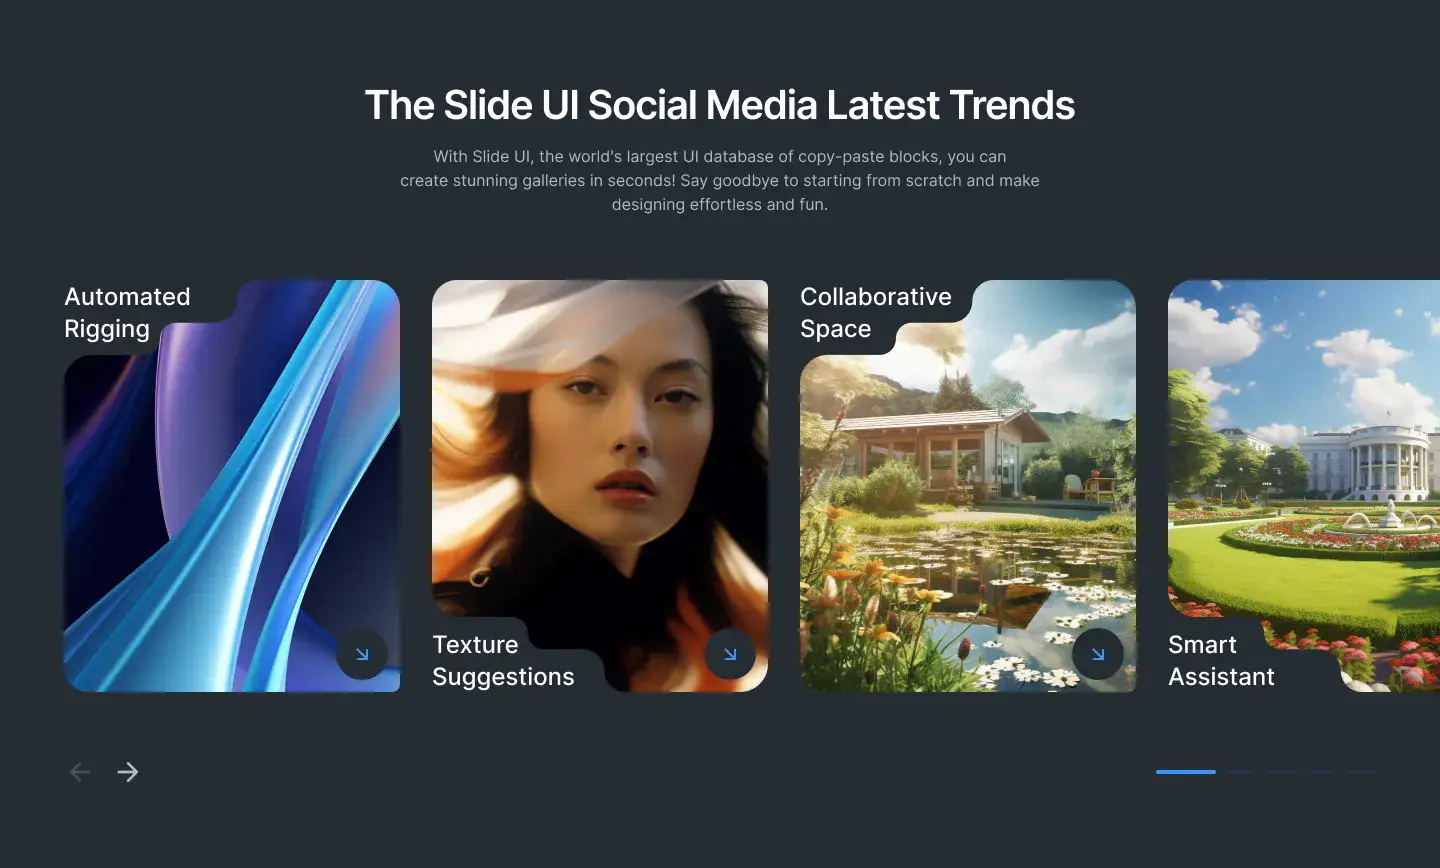 The Slide UI Social Media Latest Trends
With Slide UI, the world's largest UI database of copy-paste blocks, you can
create stunning galleries in seconds! Say goodbye to starting from scratch and make
designing effortless and fun.
Automated
Rigging
Texture
Suggestions
Collaborative
Space
Smart
Assistant